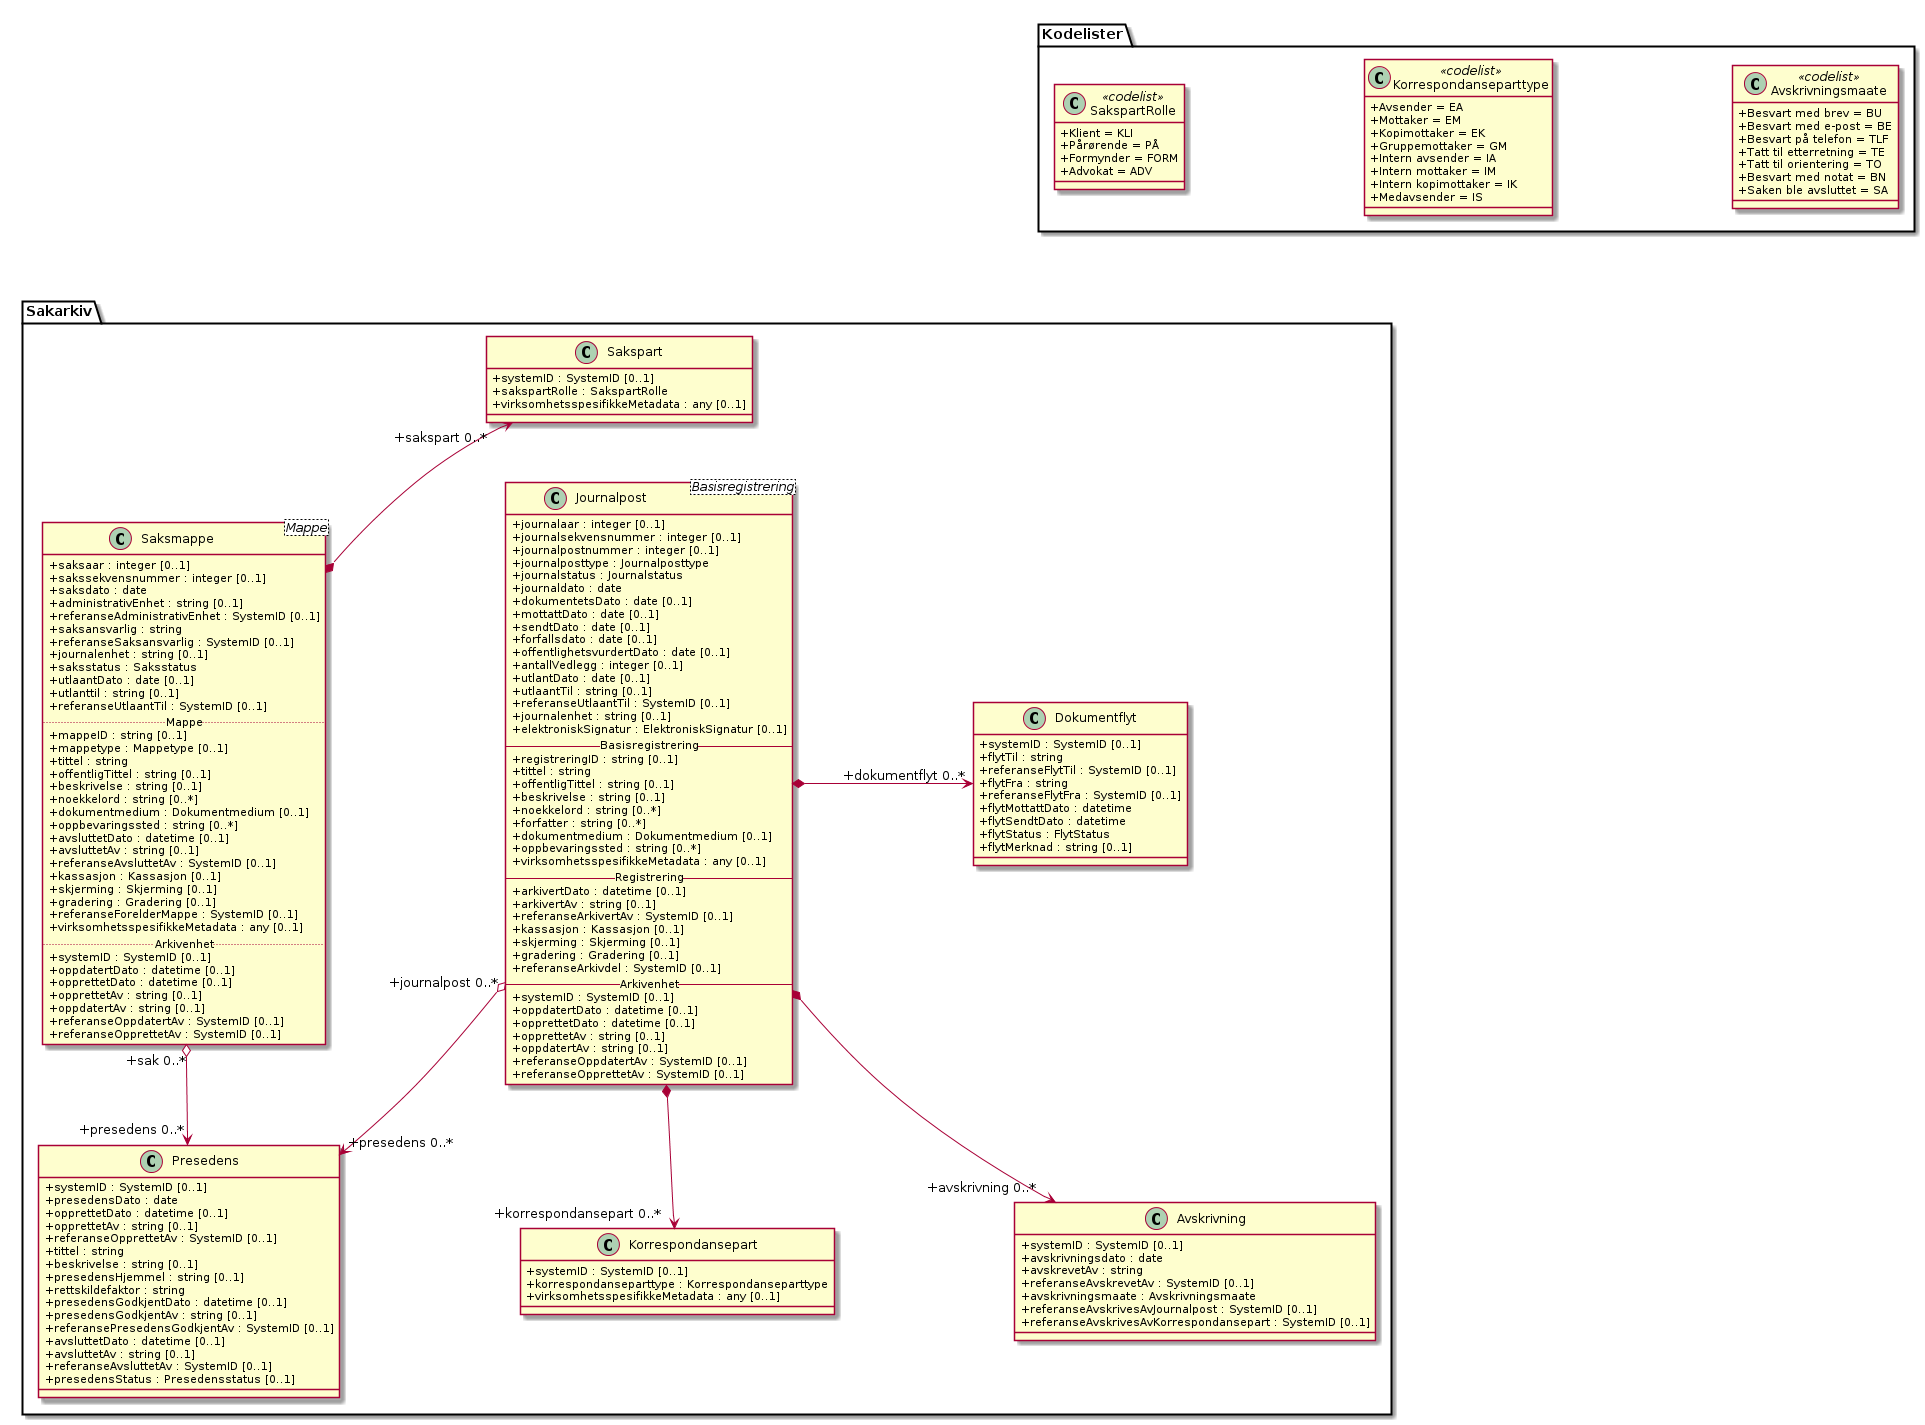 Kodelister
C «codelist»
SakspartRolle
+Klient = KLI
+Pårørende = PÅ
+Formynder = FORM
+Advokat = ADV
C «codelist»
Korrespondanseparttype
+Avsender = EA
+Mottaker = EM
+Kopimottaker = EK
+Gruppemottaker = GM
+Intern avsender = IA
+Intern mottaker = IM
+Intern kopimottaker = IK
+Medavsender = IS
C «codelist»
Avskrivningsmaate
+Besvart med brev = BU
+Besvart med e-post = BE
+Besvart på telefon = TLF
+Tatt til etterretning = TE
+Tatt til orientering = TO
+Besvart med notat = BN
+Saken ble avsluttet = SA
Sakarkiv
C Sakspart
+systemID : SystemID [0..1]
+sakspartRolle : SakspartRolle
+virksomhetsspesifikkeMetadata : any [0..1]
+sakspart 0..*
C Saksmappe
Mappe
+saksaar : integer [0..1]
+sakssekvensnummer : integer [0..1]
+saksdato : date
+administrativEnhet : string [0..1]
+referanseAdministrativEnhet : SystemID [0..1]
+saksansvarlig : string
+referanseSaksansvarlig : SystemID [0..1]
+journalenhet : string [0..1]
+saksstatus : Saksstatus
+utlaantDato : date [0..1]
+utlanttil : string [0..1]
+referanseUtlaantTil : SystemID [0..1]
Mappe
+mappeID : string [0..1]
+mappetype : Mappetype [0..1]
+tittel : string
+offentligTittel : string [0..1]
+beskrivelse : string [0..1]
+noekkelord : string [0..*]
+dokumentmedium : Dokumentmedium [0..1]
+oppbevaringssted : string [0..*]
+avsluttetDato : datetime [0..1]
+avsluttetAv : string [0..1]
+referanseAvsluttetAv : SystemID [0..1]
+kassasjon : Kassasjon [0..1]
+skjerming : Skjerming [0..1]
+gradering : Gradering [0..1]
+referanseForelderMappe : SystemID [0..1]
+virksomhetsspesifikkeMetadata : any [0..1]
Arkivenhet
+systemID : SystemID [0..1]
+oppdatertDato : datetime [0..1]
+opprettetDato : datetime [0..1]
+opprettetAv : string [0..1]
+oppdatertAv : string [0..1]
+referanseOppdatertAv : SystemID [0..1]
+referanseOpprettetAv : SystemID [0..1]
C Journalpost
Basisregistrering
+journalaar : integer [0..1]
+journalsekvensnummer : integer [0..1]
+journalpostnummer : integer [0..1]
+journalposttype : Journalposttype
+journalstatus : Journalstatus
+journaldato : date
+dokumentetsDato : date [0..1]
+mottattDato : date [0..1]
+sendtDato : date [0..1]
+forfallsdato : date [0..1]
+offentlighetsvurdertDato : date [0..1]
+antallVedlegg : integer [0..1]
+utlantDato : date [0..1]
+utlaantTil : string [0..1]
+referanseUtlaantTil : SystemID [0..1]
+journalenhet : string [0..1]
+elektroniskSignatur : ElektroniskSignatur [0..1]
Basisregistrering
+registreringID : string [0..1]
+tittel : string
+offentligTittel : string [0..1]
+beskrivelse : string [0..1]
+noekkelord : string [0..*]
+forfatter : string [0..*]
+dokumentmedium : Dokumentmedium [0..1]
+oppbevaringssted : string [0..*]
+virksomhetsspesifikkeMetadata : any [0..1]
Registrering
+arkivertDato : datetime [0..1]
+arkivertAv : string [0..1]
+referanseArkivertAv : SystemID [0..1]
+kassasjon : Kassasjon [0..1]
+skjerming : Skjerming [0..1]
+gradering : Gradering [0..1]
+referanseArkivdel : SystemID [0..1]
Arkivenhet
+systemID : SystemID [0..1]
+oppdatertDato : datetime [0..1]
+opprettetDato : datetime [0..1]
+opprettetAv : string [0..1]
+oppdatertAv : string [0..1]
+referanseOppdatertAv : SystemID [0..1]
+referanseOpprettetAv : SystemID [0..1]
+dokumentflyt 0..*
C Dokumentflyt
+systemID : SystemID [0..1]
+flytTil : string
+referanseFlytTil : SystemID [0..1]
+flytFra : string
+referanseFlytFra : SystemID [0..1]
+flytMottattDato : datetime
+flytSendtDato : datetime
+flytStatus : FlytStatus
+flytMerknad : string [0..1]
+journalpost 0..*
+sak 0..*
+presedens 0..*
+presedens 0..*
+korrespondansepart 0..*
+avskrivning 0..*
C Presedens
+systemID : SystemID [0..1]
+presedensDato : date
+opprettetDato : datetime [0..1]
+opprettetAv : string [0..1]
+referanseOpprettetAv : SystemID [0..1]
+tittel : string
+beskrivelse : string [0..1]
+presedensHjemmel : string [0..1]
+rettskildefaktor : string
+presedensGodkjentDato : datetime [0..1]
+presedensGodkjentAv : string [0..1]
+referansePresedensGodkjentAv : SystemID [0..1]
+avsluttetDato : datetime [0..1]
+avsluttetAv : string [0..1]
+referanseAvsluttetAv : SystemID [0..1]
+presedensStatus : Presedensstatus [0..1]
C Korrespondansepart
+systemID : SystemID [0..1]
+korrespondanseparttype : Korrespondanseparttype
+virksomhetsspesifikkeMetadata : any [0..1]
C Avskrivning
+systemID : SystemID [0..1]
+avskrivningsdato : date
+avskrevetAv : string
+referanseAvskrevetAv : SystemID [0..1]
+avskrivningsmaate : Avskrivningsmaate
+referanseAvskrivesAvJournalpost : SystemID [0..1]
+referanseAvskrivesAvKorrespondansepart : SystemID [0..1]